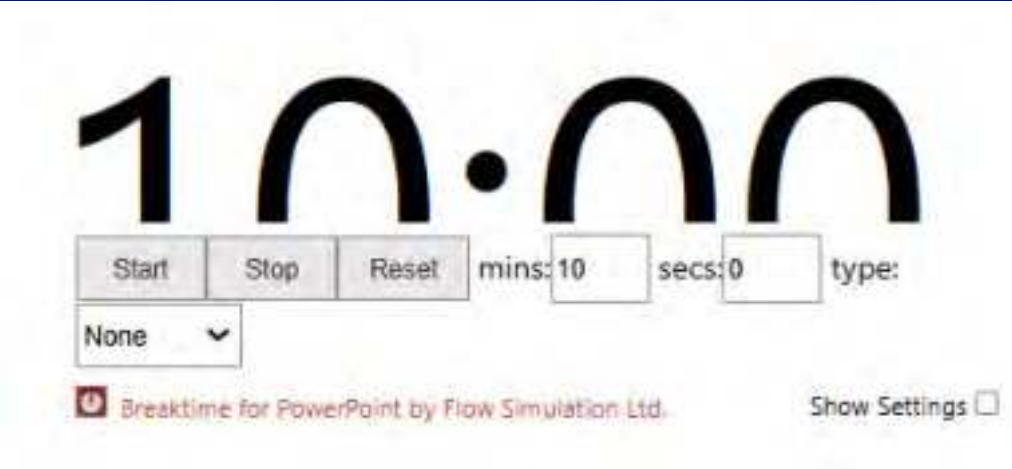 10:00
Start Stop Reset mins: 10 secs: 0 type:
None
Breaktime for PowerPoint by Flow Simulation Ltd. Show Settings